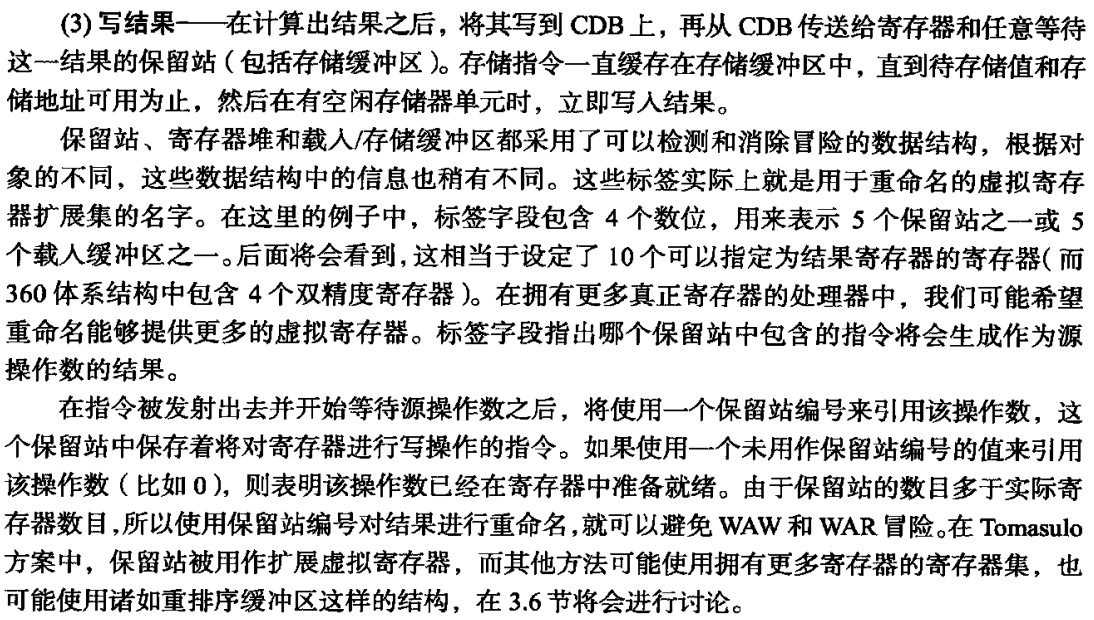 (3) 写结果——在计算出结果之后，将其写到 CDB 上，再从 CDB 传送给寄存器和任意等待
这一结果的保留站（包括存储缓冲区）。存储指令一直缓存在存储缓冲区中，直到待存储值和存
储地址可用为止，然后在有空闲存储器单元时，立即写入结果。
保留站、寄存器堆和载入/存储缓冲区都采用了可以检测和消除冒险的数据结构，根据对
象的不同，这些数据结构中的信息也稍有不同。这些标签实际上就是用于重命名的虚拟寄存
器扩展集的名字。在这里的例子中，标签字段包含 4 个数位，用来表示 5 个保留站之一或 5
个载入缓冲区之一。后面将会看到，这相当于设定了 10 个可以指定为结果寄存器的寄存器（而
360 体系结构中包含 4 个双精度寄存器）。在拥有更多真正寄存器的处理器中，我们可能希望
重命名能够提供更多的虚拟寄存器。标签字段指出哪个保留站中包含的指令将会生成作为源
操作数的结果。
在指令被发射出去并开始等待源操作数之后，将使用一个保留站编号来引用该操作数，这
个保留站中保存着将对寄存器进行写操作的指令。如果使用一个未用作保留站编号的值来引用
该操作数（比如 0），则表明该操作数已经在寄存器中准备就绪。由于保留站的数目多于实际寄
存器数目，所以使用保留站编号对结果进行重命名，就可以避免 WAW 和 WAR 冒险。在 Tomasulo
方案中，保留站被用作扩展虚拟寄存器，而其他方法可能使用拥有更多寄存器的寄存器集，也
可能使用诸如重排序缓冲区这样的结构，在 3.6 节将会进行讨论。